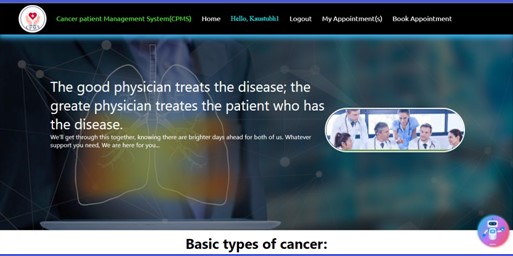 Cancer patient Management System(CPMS) Home Hello, Kaustubh1 Logout My Appointment(s) Book Appointment
The good physician treats the disease; the
greate physician treates the patient who has
the disease.
We'll get through this together, knowing there are brighter days ahead for both of us. Whatever
support you need, We are here for you...
Basic types of cancer: